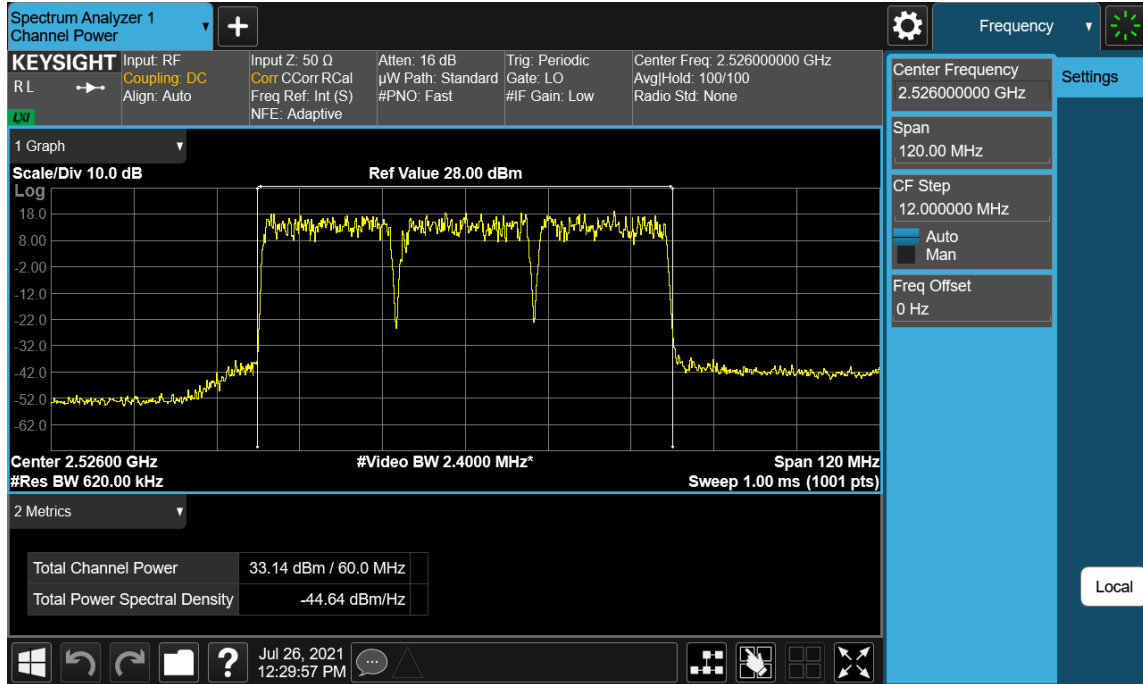 Spectrum Analyzer 1
Channel Power
Frequency
KEYSIGHT
R L
LXI
Input: RF
Coupling: DC
Align: Auto
Input Z: 50 Ω
Corr CCorr RCal
Freq Ref: Int (S)
NFE: Adaptive
Atten: 16 dB
µW Path: Standard
#PNO: Fast
Trig: Periodic
Gate: LO
#IF Gain: Low
Center Freq: 2.526000000 GHz
Avg|Hold: 100/100
Radio Std: None
Center Frequency
2.526000000 GHz
Settings
Span
120.00 MHz
CF Step
12.000000 MHz
Auto
Man
Freq Offset
0 Hz
1 Graph
Scale/Div 10.0 dB
Ref Value 28.00 dBm
Log
18.0
8.00
-2.00
-12.0
-22.0
-32.0
-42.0
-52.0
-62.0
Center 2.52600 GHz
#Video BW 2.4000 MHz*
Span 120 MHz
#Res BW 620.00 kHz
Sweep 1.00 ms (1001 pts)
2 Metrics
Total Channel Power 33.14 dBm / 60.0 MHz
Total Power Spectral Density -44.64 dBm/Hz
Local
?
Jul 26, 2021
12:29:57 PM